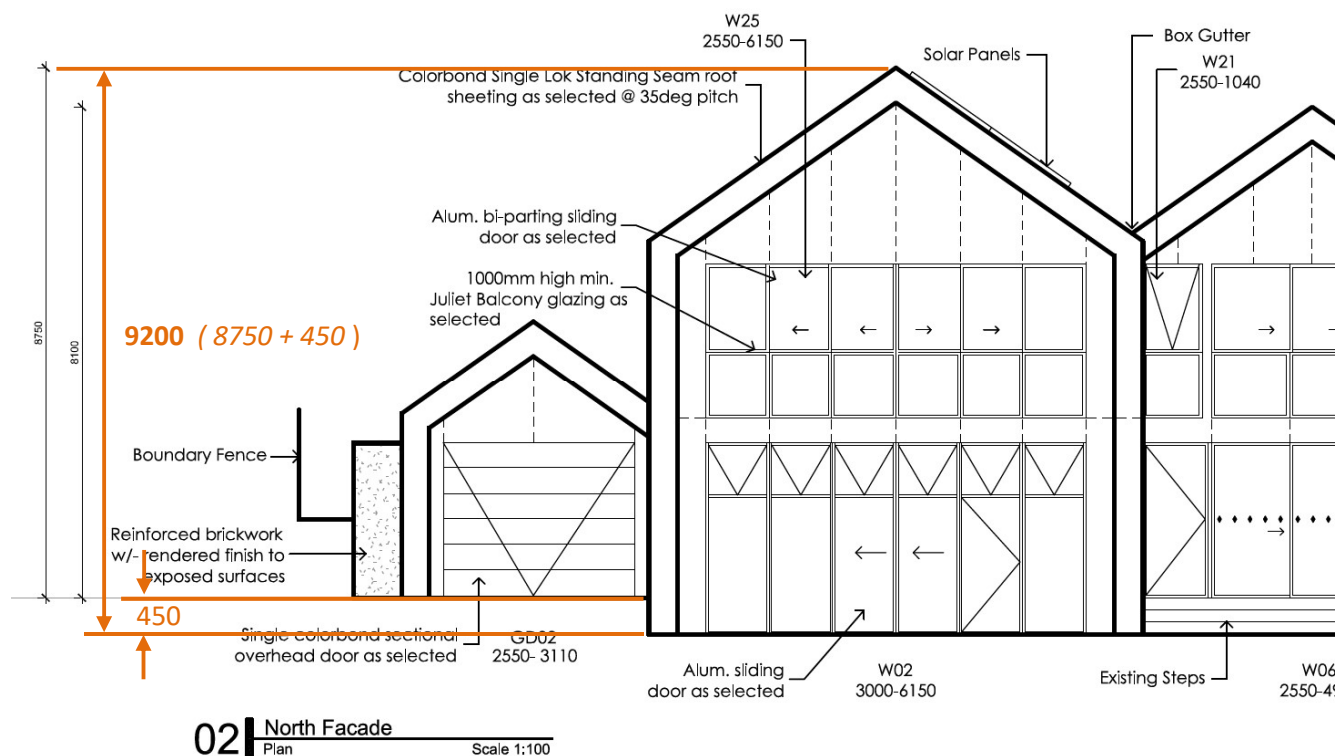 W25
2550-6150
Colorbond Single Lok Standing Seam roof
sheeting as selected @ 35deg pitch
Solar Panels
Box Gutter
W21
2550-1040
Alum. bi-parting sliding
door as selected
1000mm high min.
Juliet Balcony glazing as
selected
8750
8100
9200 ( 8750 + 450 )
Boundary Fence
Reinforced brickwork
w/- rendered finish to
exposed surfaces
450
Single colorbond sectional
overhead door as selected
GD02
2550- 3110
Alum. sliding
door as selected
W02
3000-6150
Existing Steps
W06
2550-49
02 North Facade
Plan Scale 1:100